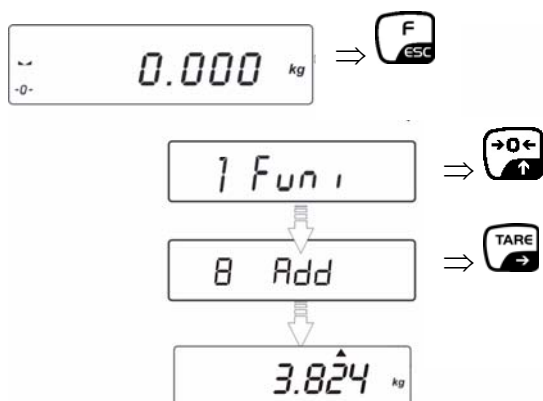 -0- 0.000 kg ⇒ F ESC
1 Funi ⇒ →0← ↑
8 Add ⇒ TARE →
3.824 kg